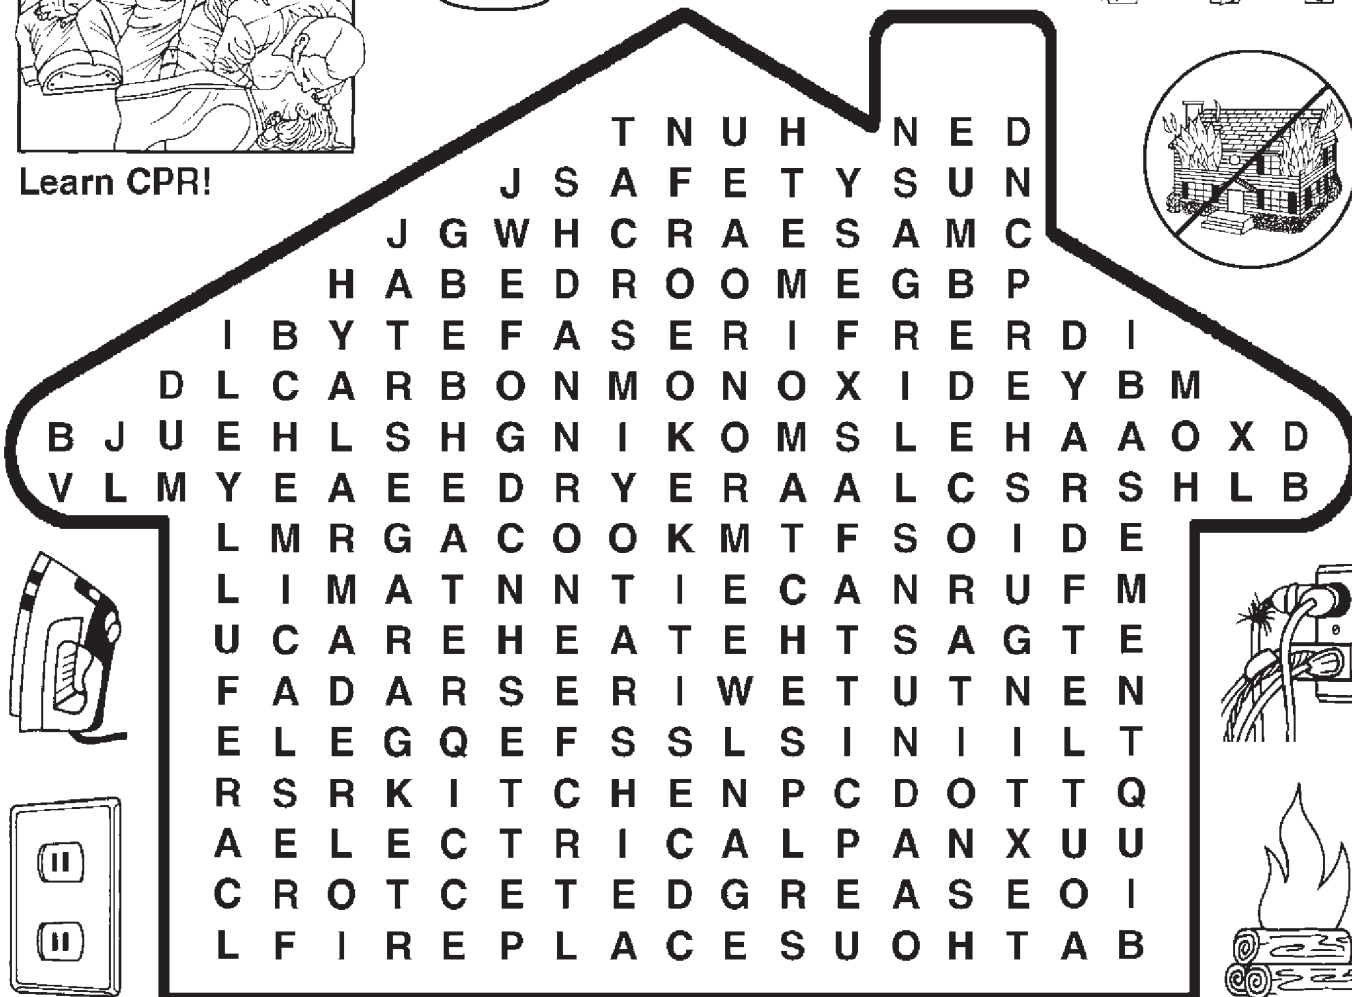 T N U H N E D
Learn CPR!
J S A F E T Y S U N
J G W H C R A E S A M C
H A B E D R O O M E G B P
I B Y T E F A S E R I F R E R D I
D L C A R B O N M O N O X I D E Y B M
B J U E H L S H G N I K O M S L E H A A O X D
V L M Y E A E E D R Y E R A A L C S R S H L B
L M R G A C O O K M T F S O I D E
L I M A T N N T I E C A N R U F M
U C A R E H E A T E H T S A G T E
F A D A R S E R I W E T U T N E N
E L E G Q E F S S L S I N I I L T
R S R K I T C H E N P C D O T T Q
A E L E C T R I C A L P A N X U U
C R O T C E T E D G R E A S E O I
L F I R E P L A C E S U O H T A B